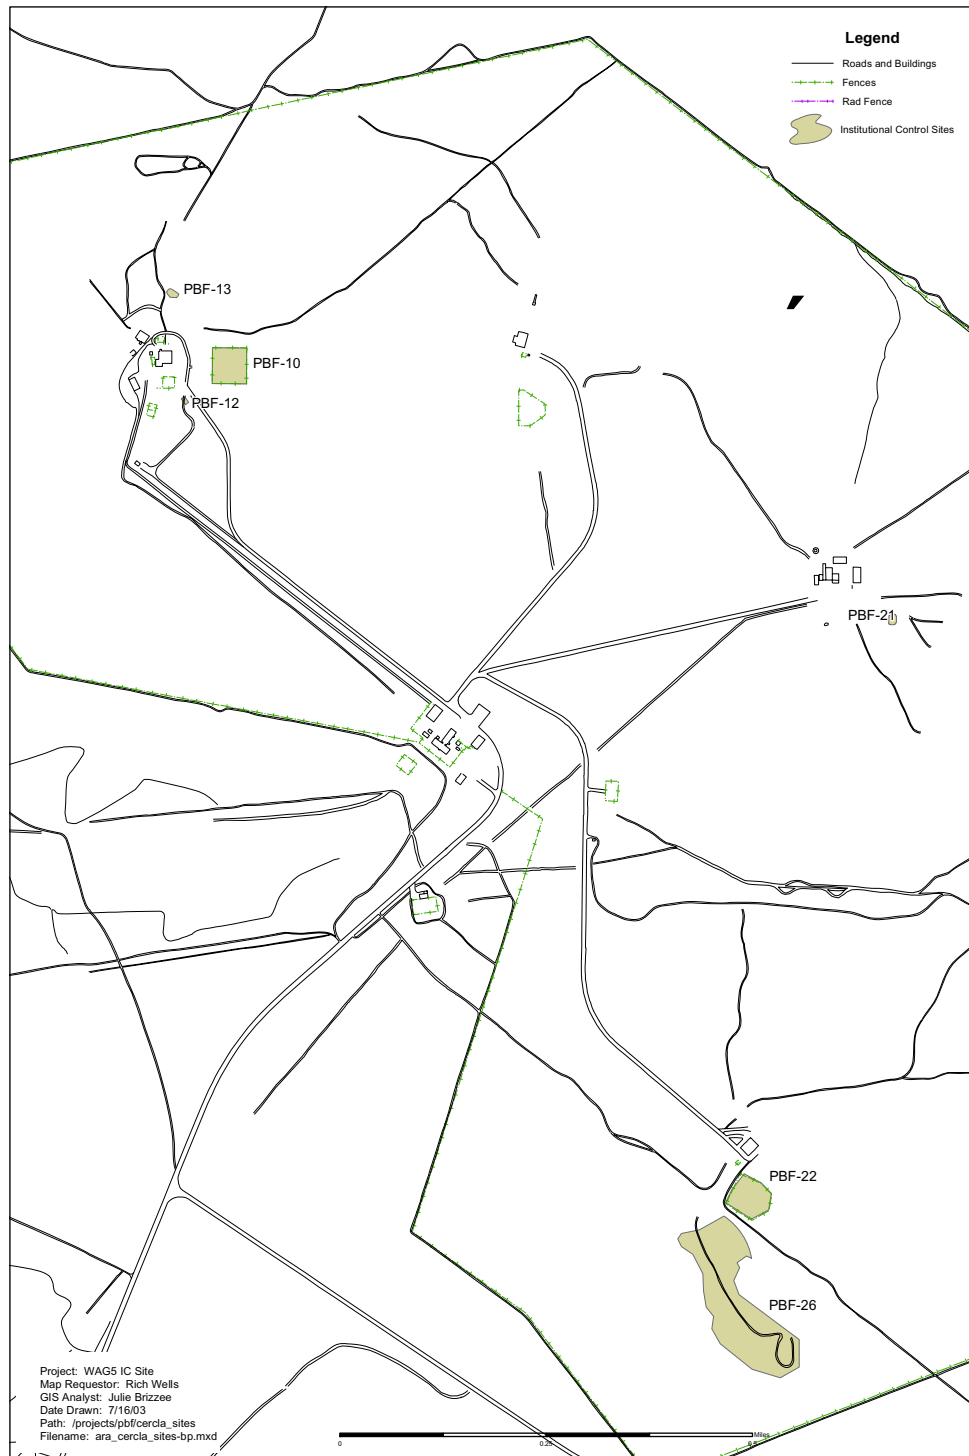 Legend
Roads and Buildings
Fences
Rad Fence
Institutional Control Sites
PBF-13
PBF-10
PBF-12
PBF-21
PBF-22
PBF-26
Project: WAG5 IC Site
Map Requestor: Rich Wells
GIS Analyst: Julie Brizzee
Date Drawn: 7/16/03
Path: /projects/pbf/cercla_sites
Filename: ara_cercla_sites-bp.mxd
Miles
0 0.25 0.5